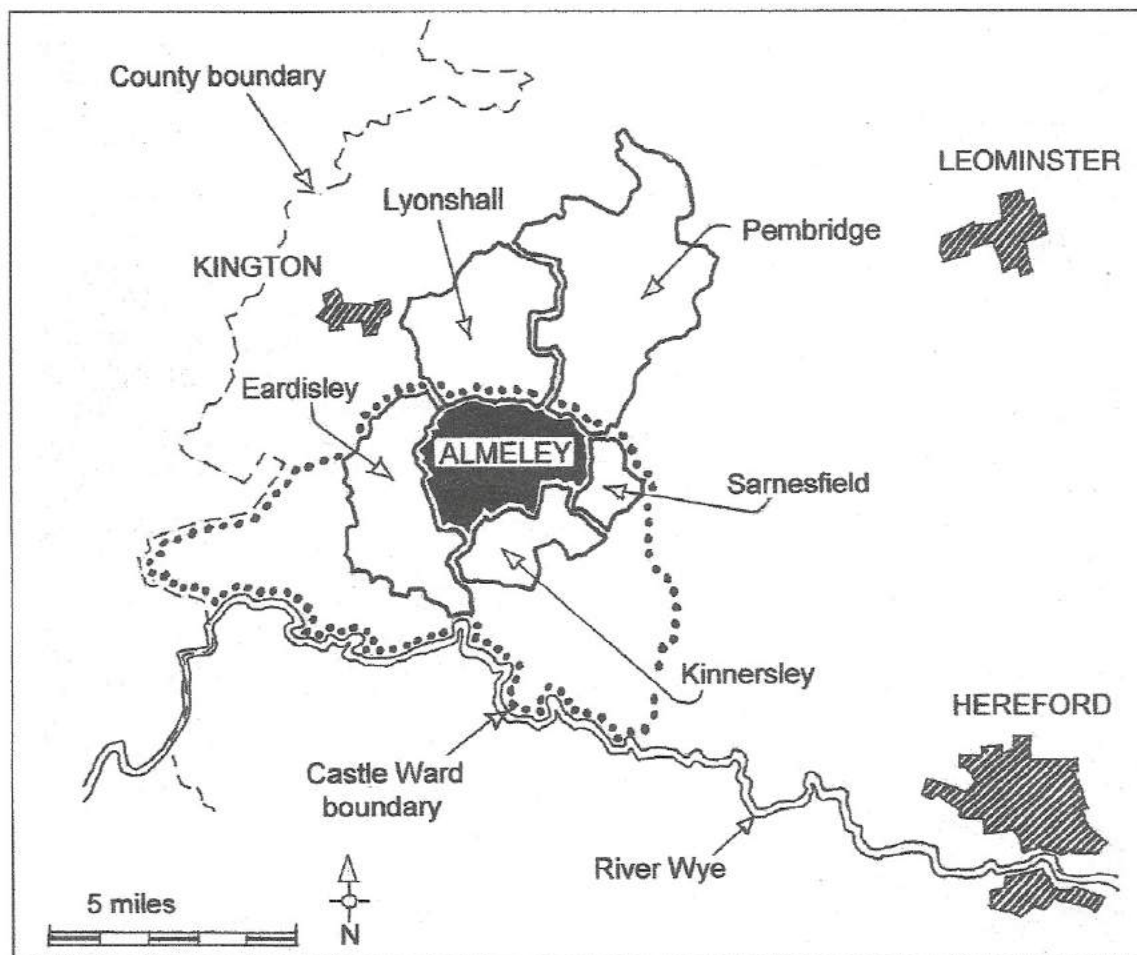 County boundary
LEOMINSTER
Lyonshall
Pembridge
KINGTON
Eardisley
ALMELEY
Sarnesfield
Kinnersley
HEREFORD
Castle Ward
boundary
River Wye
5 miles
N